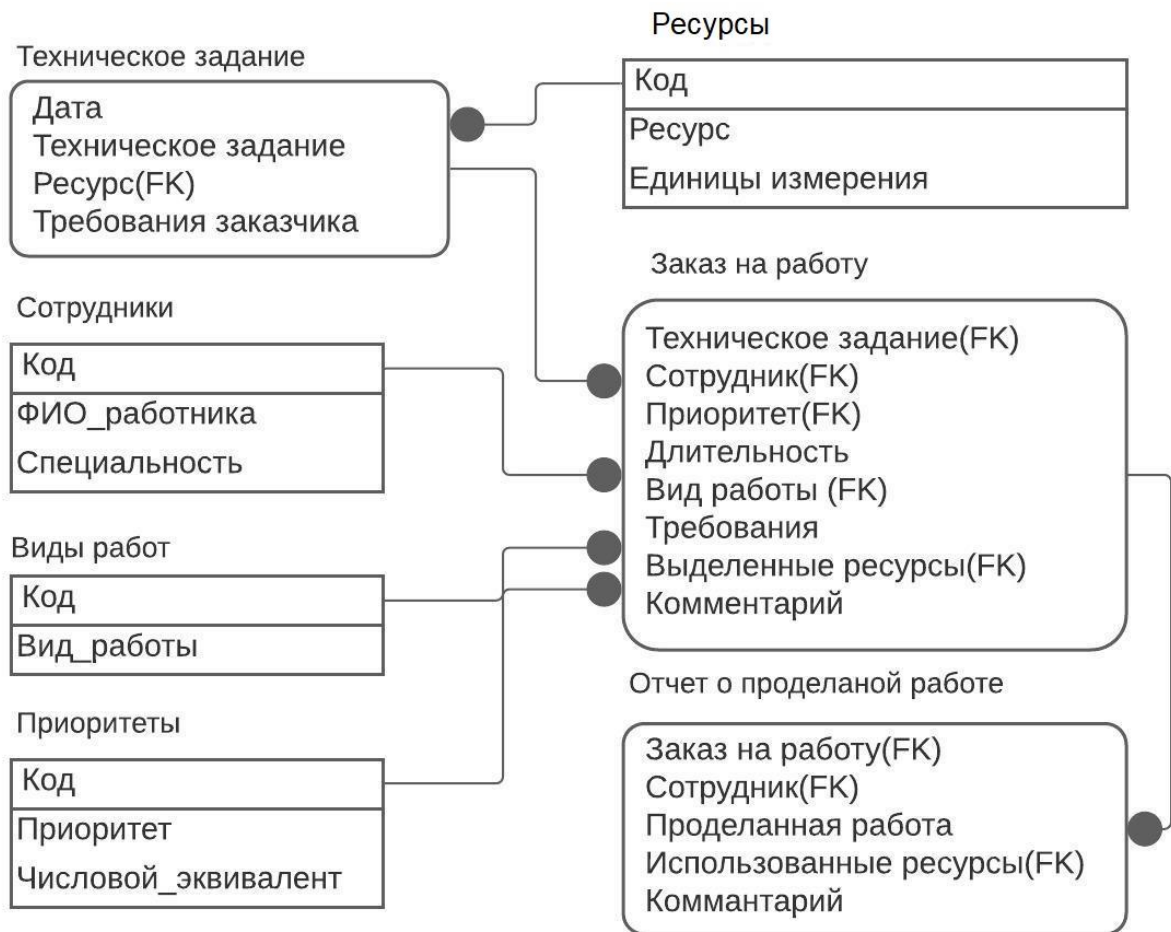 Техническое задание
Дата
Техническое задание
Ресурс(FK)
Требования заказчика
Ресурсы
Код
Ресурс
Единицы измерения
Сотрудники
Код
ФИО_работника
Специальность
Заказ на работу
Техническое задание(FK)
Сотрудник(FK)
Приоритет(FK)
Длительность
Вид работы (FK)
Требования
Выделенные ресурсы(FK)
Комментарий
Виды работ
Код
Вид_работы
Приоритеты
Код
Приоритет
Числовой_эквивалент
Отчет о проделаной работе
Заказ на работу(FK)
Сотрудник(FK)
Проделанная работа
Использованные ресурсы(FK)
Каммантарий